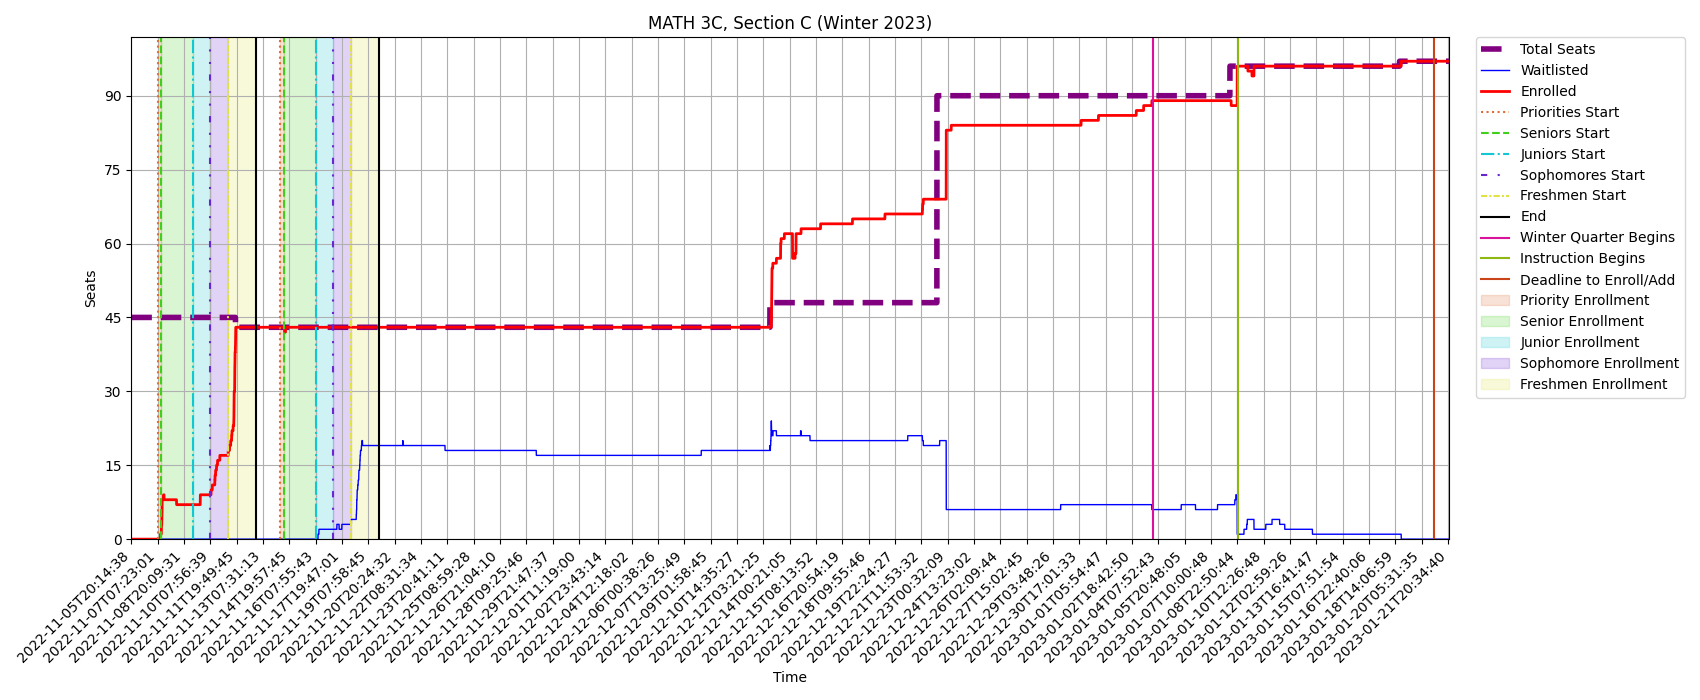 MATH 3C, Section C (Winter 2023)
Seats
90
75
60
45
30
15
0
2022-11-05T20:14:38
2022-11-07T07:23:01
2022-11-08T20:09:31
2022-11-10T07:56:39
2022-11-11T19:49:45
2022-11-13T07:31:13
2022-11-14T19:57:45
2022-11-16T07:55:43
2022-11-17T19:47:01
2022-11-19T07:58:45
2022-11-20T20:24:32
2022-11-22T08:31:34
2022-11-23T20:41:11
2022-11-25T08:59:28
2022-11-26T21:04:10
2022-11-28T09:25:46
2022-11-29T21:47:37
2022-12-01T11:19:00
2022-12-02T23:43:14
2022-12-04T12:18:02
2022-12-06T00:38:26
2022-12-07T13:25:49
2022-12-09T01:58:45
2022-12-10T14:35:27
2022-12-12T03:21:25
2022-12-14T00:21:05
2022-12-15T08:13:52
2022-12-16T20:54:19
2022-12-18T09:55:46
2022-12-19T22:24:27
2022-12-21T11:53:32
2022-12-23T00:32:09
2022-12-24T13:23:02
2022-12-26T02:09:44
2022-12-27T15:02:45
2022-12-29T03:48:26
2022-12-30T17:01:33
2023-01-01T05:54:47
2023-01-02T18:42:50
2023-01-04T07:52:43
2023-01-05T20:48:05
2023-01-07T10:00:48
2023-01-08T22:50:44
2023-01-10T12:26:48
2023-01-12T02:59:26
2023-01-13T16:41:47
2023-01-15T07:51:54
2023-01-16T22:40:06
2023-01-18T14:06:59
2023-01-20T05:31:35
2023-01-21T20:34:40
Time
Total Seats
Waitlisted
Enrolled
Priorities Start
Seniors Start
Juniors Start
Sophomores Start
Freshmen Start
End
Winter Quarter Begins
Instruction Begins
Deadline to Enroll/Add
Priority Enrollment
Senior Enrollment
Junior Enrollment
Sophomore Enrollment
Freshmen Enrollment